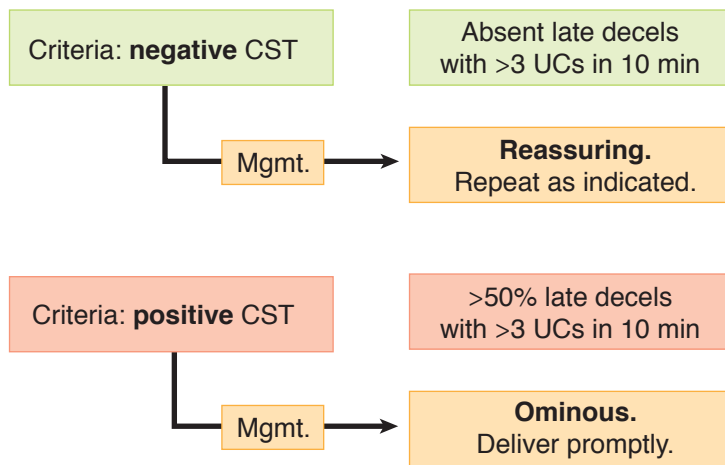 Criteria: negative CST
Absent late decels
with >3 UCs in 10 min
Mgmt.
Reassuring.
Repeat as indicated.
Criteria: positive CST
>50% late decels
with >3 UCs in 10 min
Mgmt.
Ominous.
Deliver promptly.